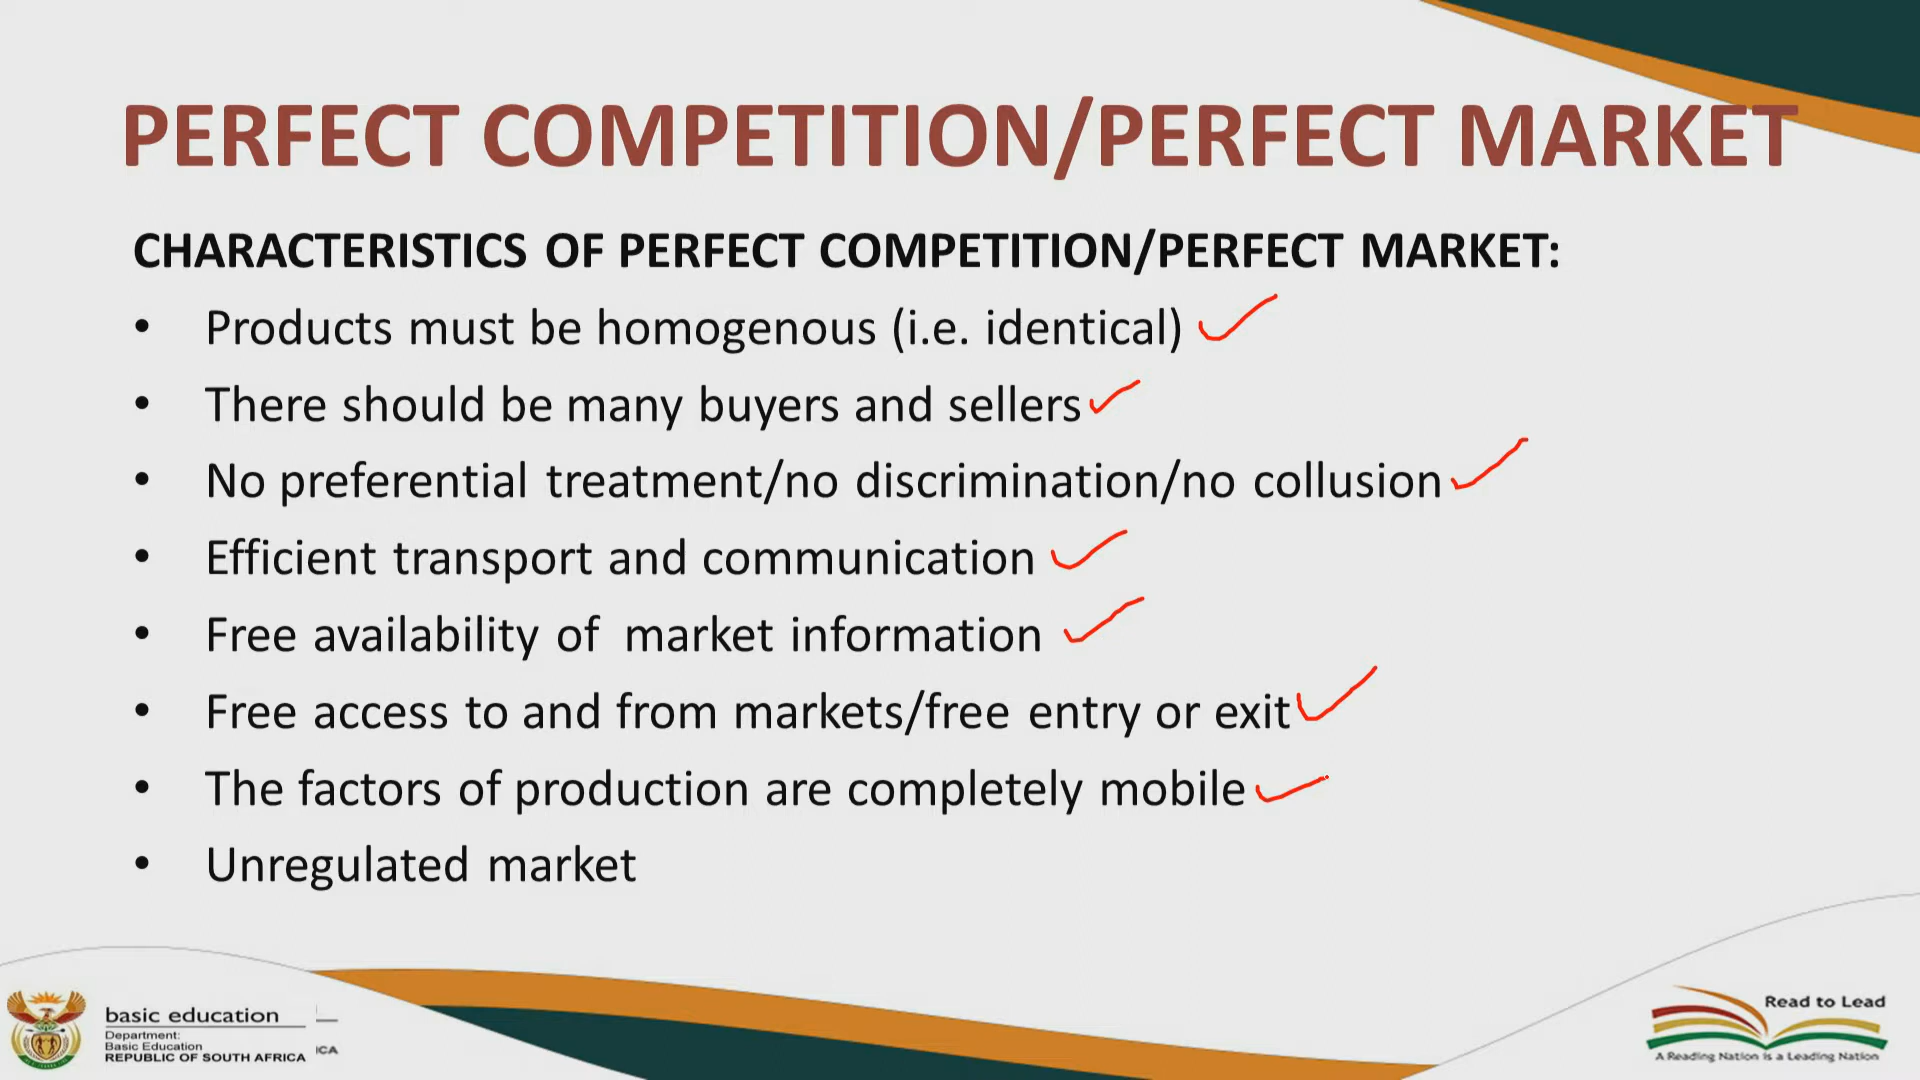 PERFECT COMPETITION/PERFECT MARKET
CHARACTERISTICS OF PERFECT COMPETITION/PERFECT MARKET:
• Products must be homogenous (i.e. identical)
• There should be many buyers and sellers
• No preferential treatment/no discrimination/no collusion
• Efficient transport and communication
• Free availability of market information
• Free access to and from markets/free entry or exit
• The factors of production are completely mobile
• Unregulated market
basic education
Department:
Basic Education
REPUBLIC OF SOUTH AFRICA
ICA
Read to Lead
A Reading Nation is a Leading Nation